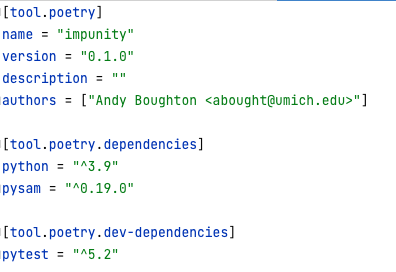 [tool.poetry]
name = "impunity"
version = "0.1.0"
description = ""
authors = ["Andy Boughton <abought@umich.edu>"]
[tool.poetry.dependencies]
python = "^3.9"
pysam = "^0.19.0"
[tool.poetry.dev-dependencies]
pytest = "^5.2"